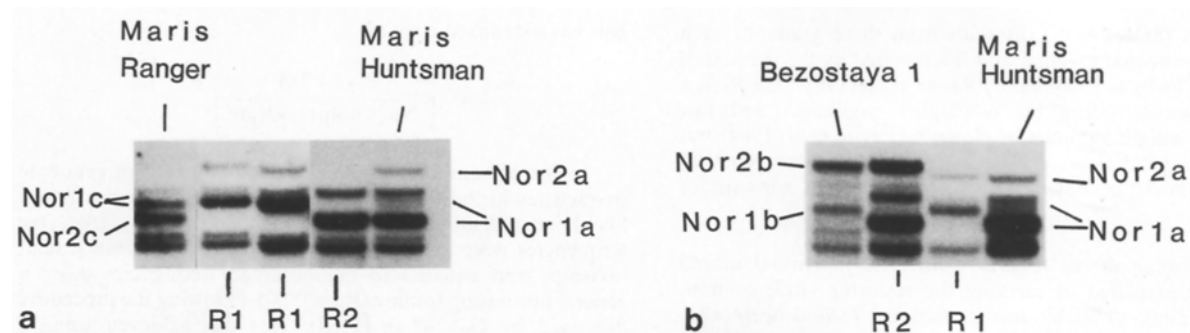 Maris
Ranger
Maris
Huntsman
Nor1c
Nor2c
Nor2a
Nor1a
R1
R1
R2
a
Bezostaya 1
Maris
Huntsman
Nor2b
Nor1b
Nor2a
Nor1a
R2
R1
b